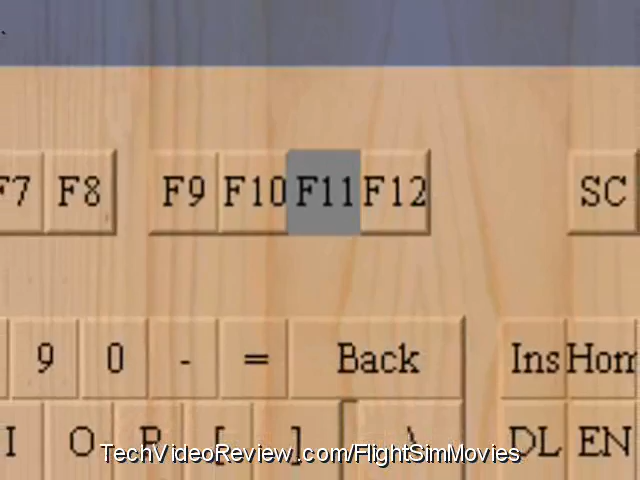 F7 F8 F9 F10 F11 F12 SC
9 0 - = Back Ins Hom
I O P [ ] \ DL EN
TechVideoReview.com/FlightSimMovies